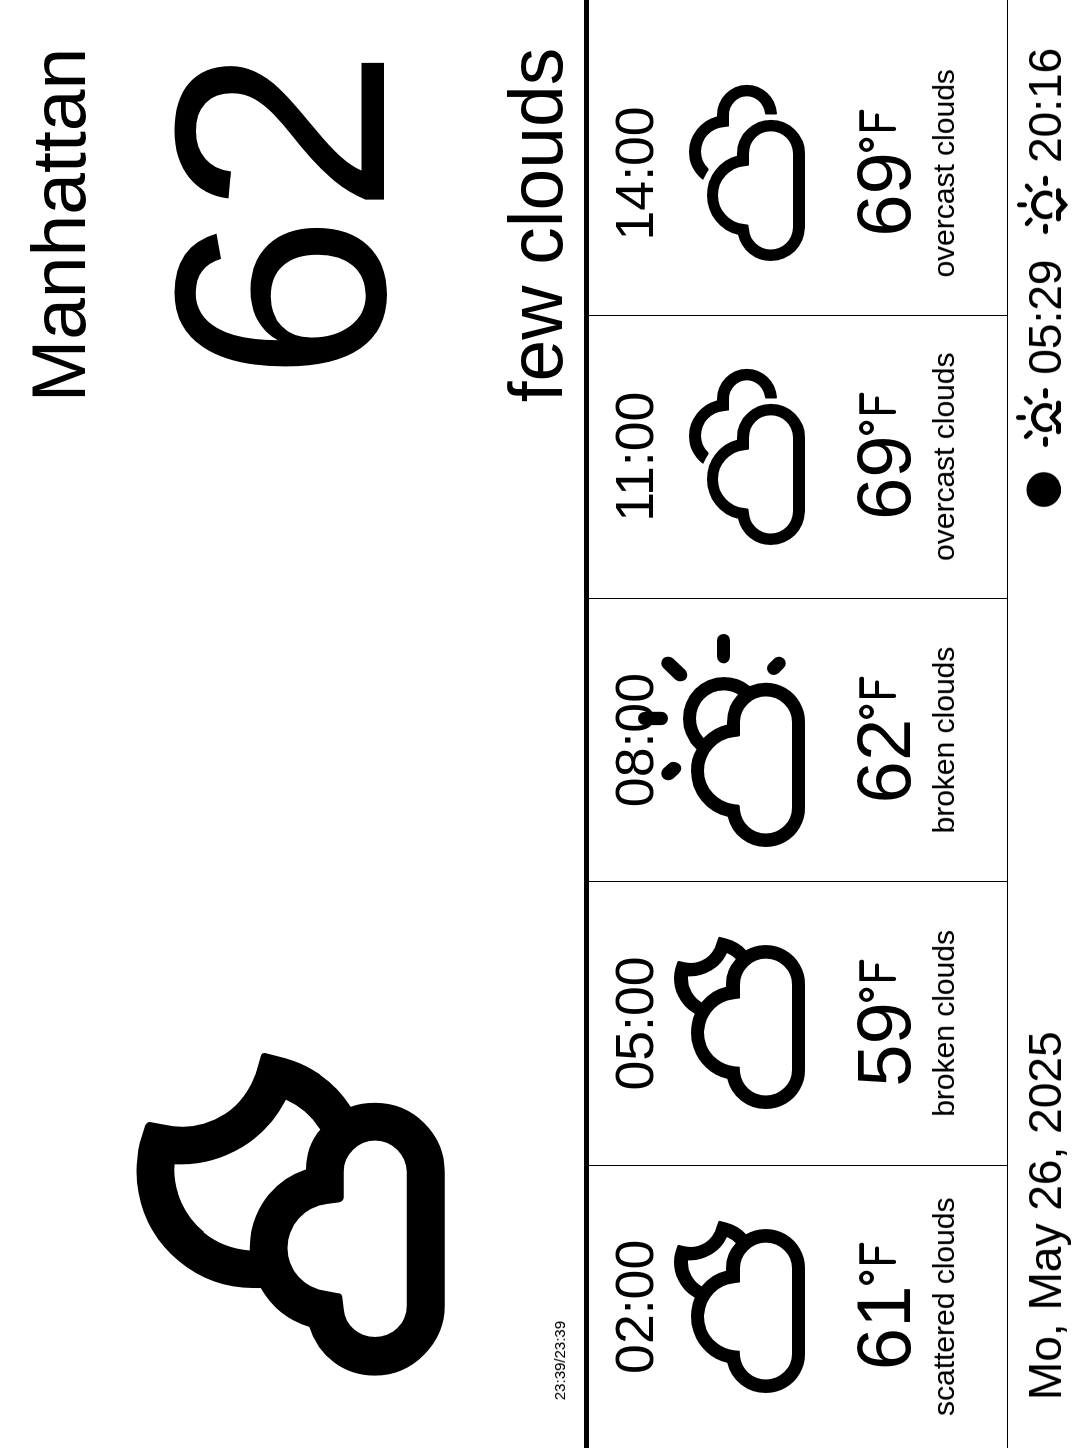 Manhattan
62
few clouds
23:39/23:39
02:00
61°F
scattered clouds
05:00
59°F
broken clouds
08:00
62°F
broken clouds
11:00
69°F
overcast clouds
14:00
69°F
overcast clouds
Mo, May 26, 2025
05:29
20:16